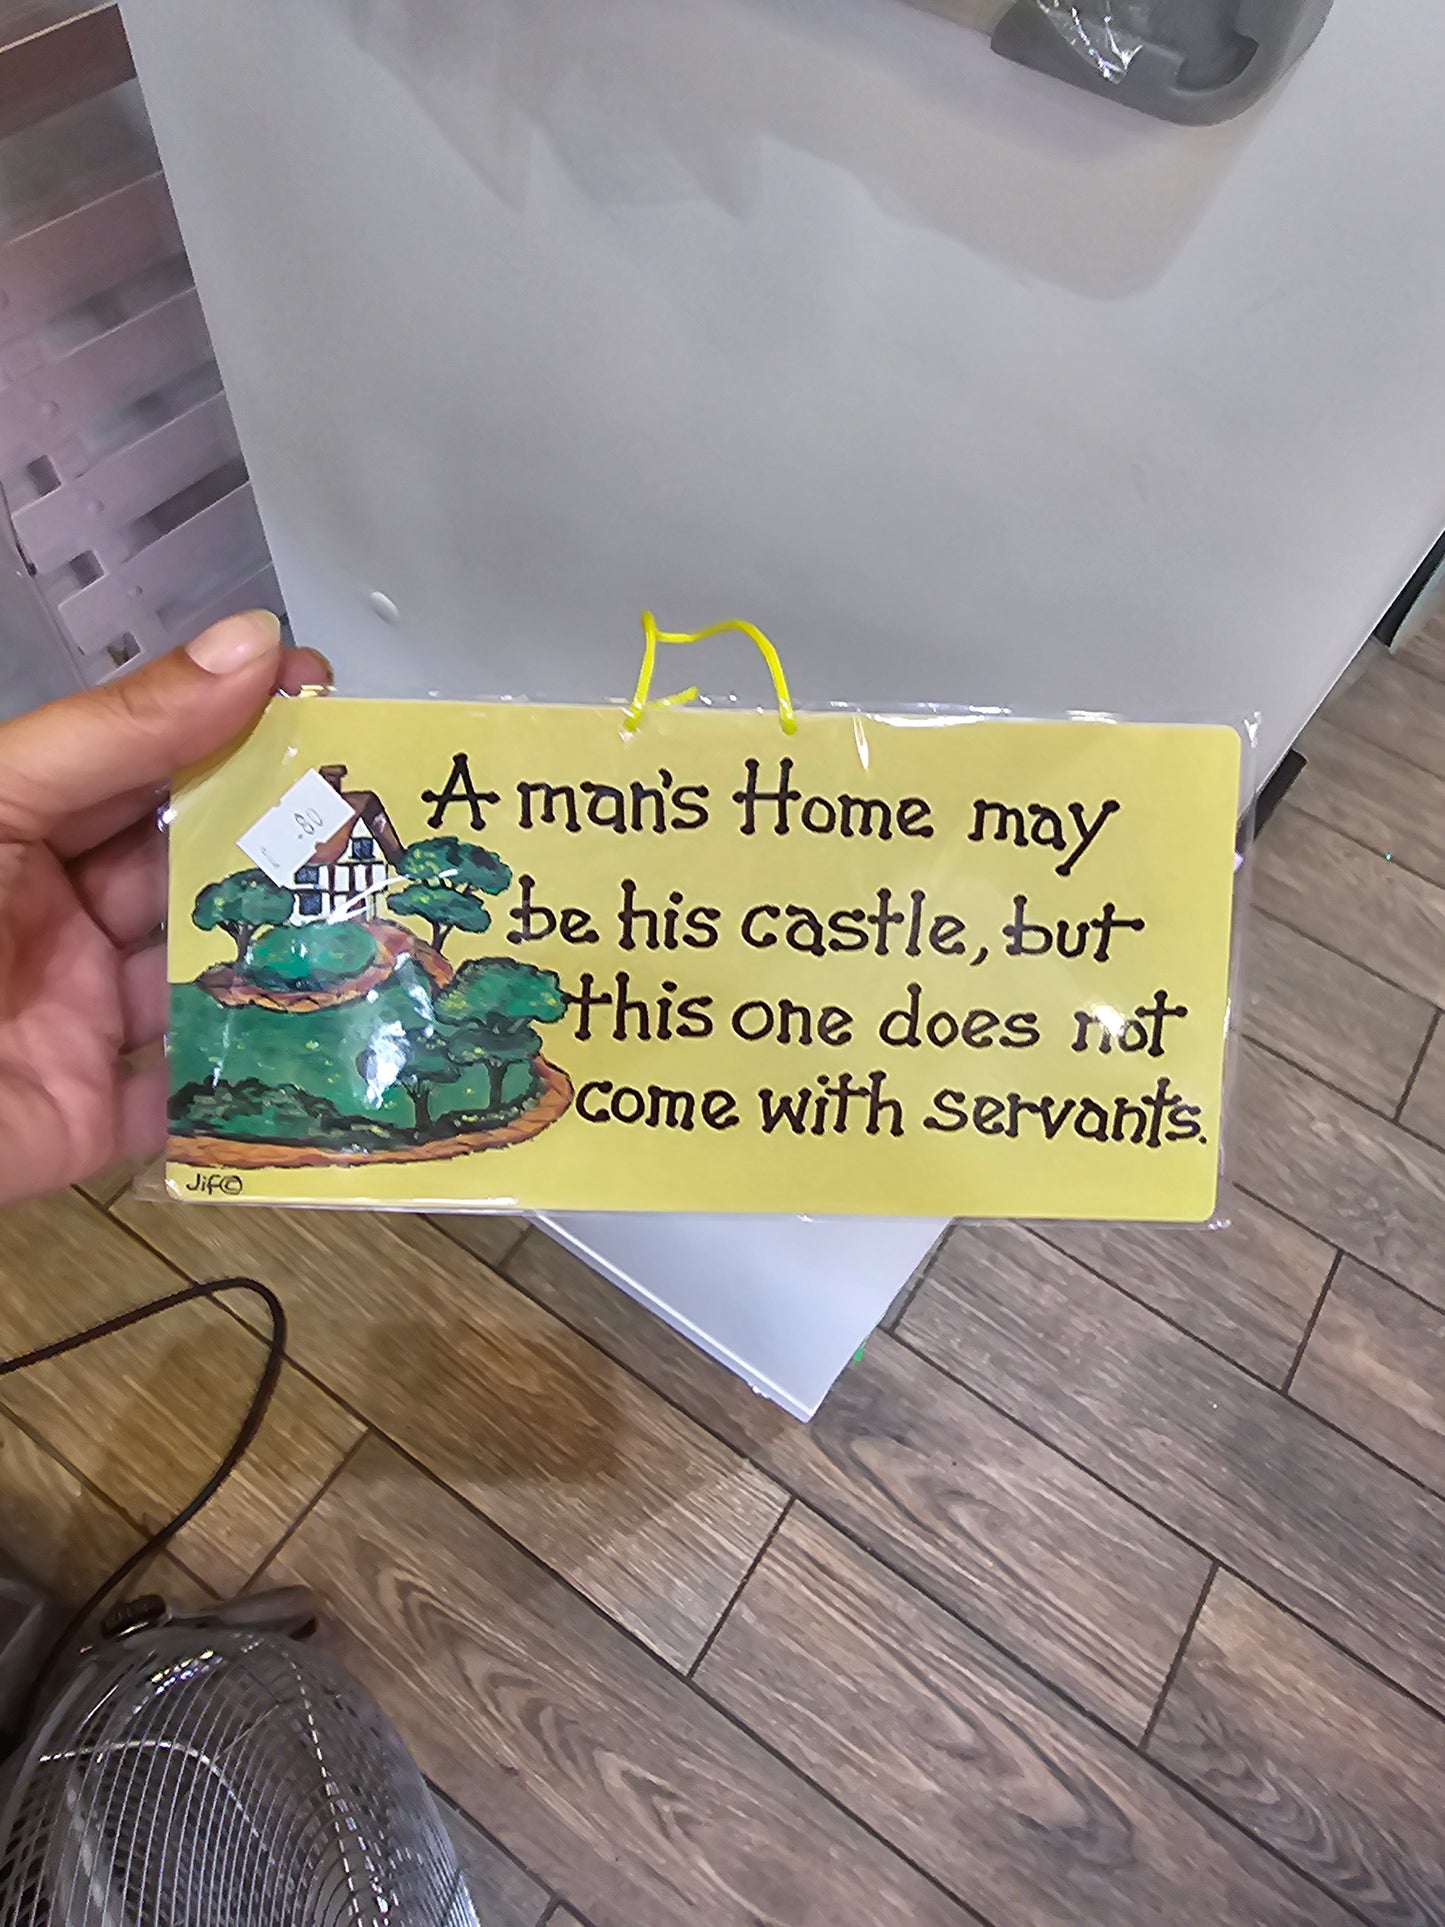 A man's Home may
be his castle, but
this one does not
come with servants.
Jif©